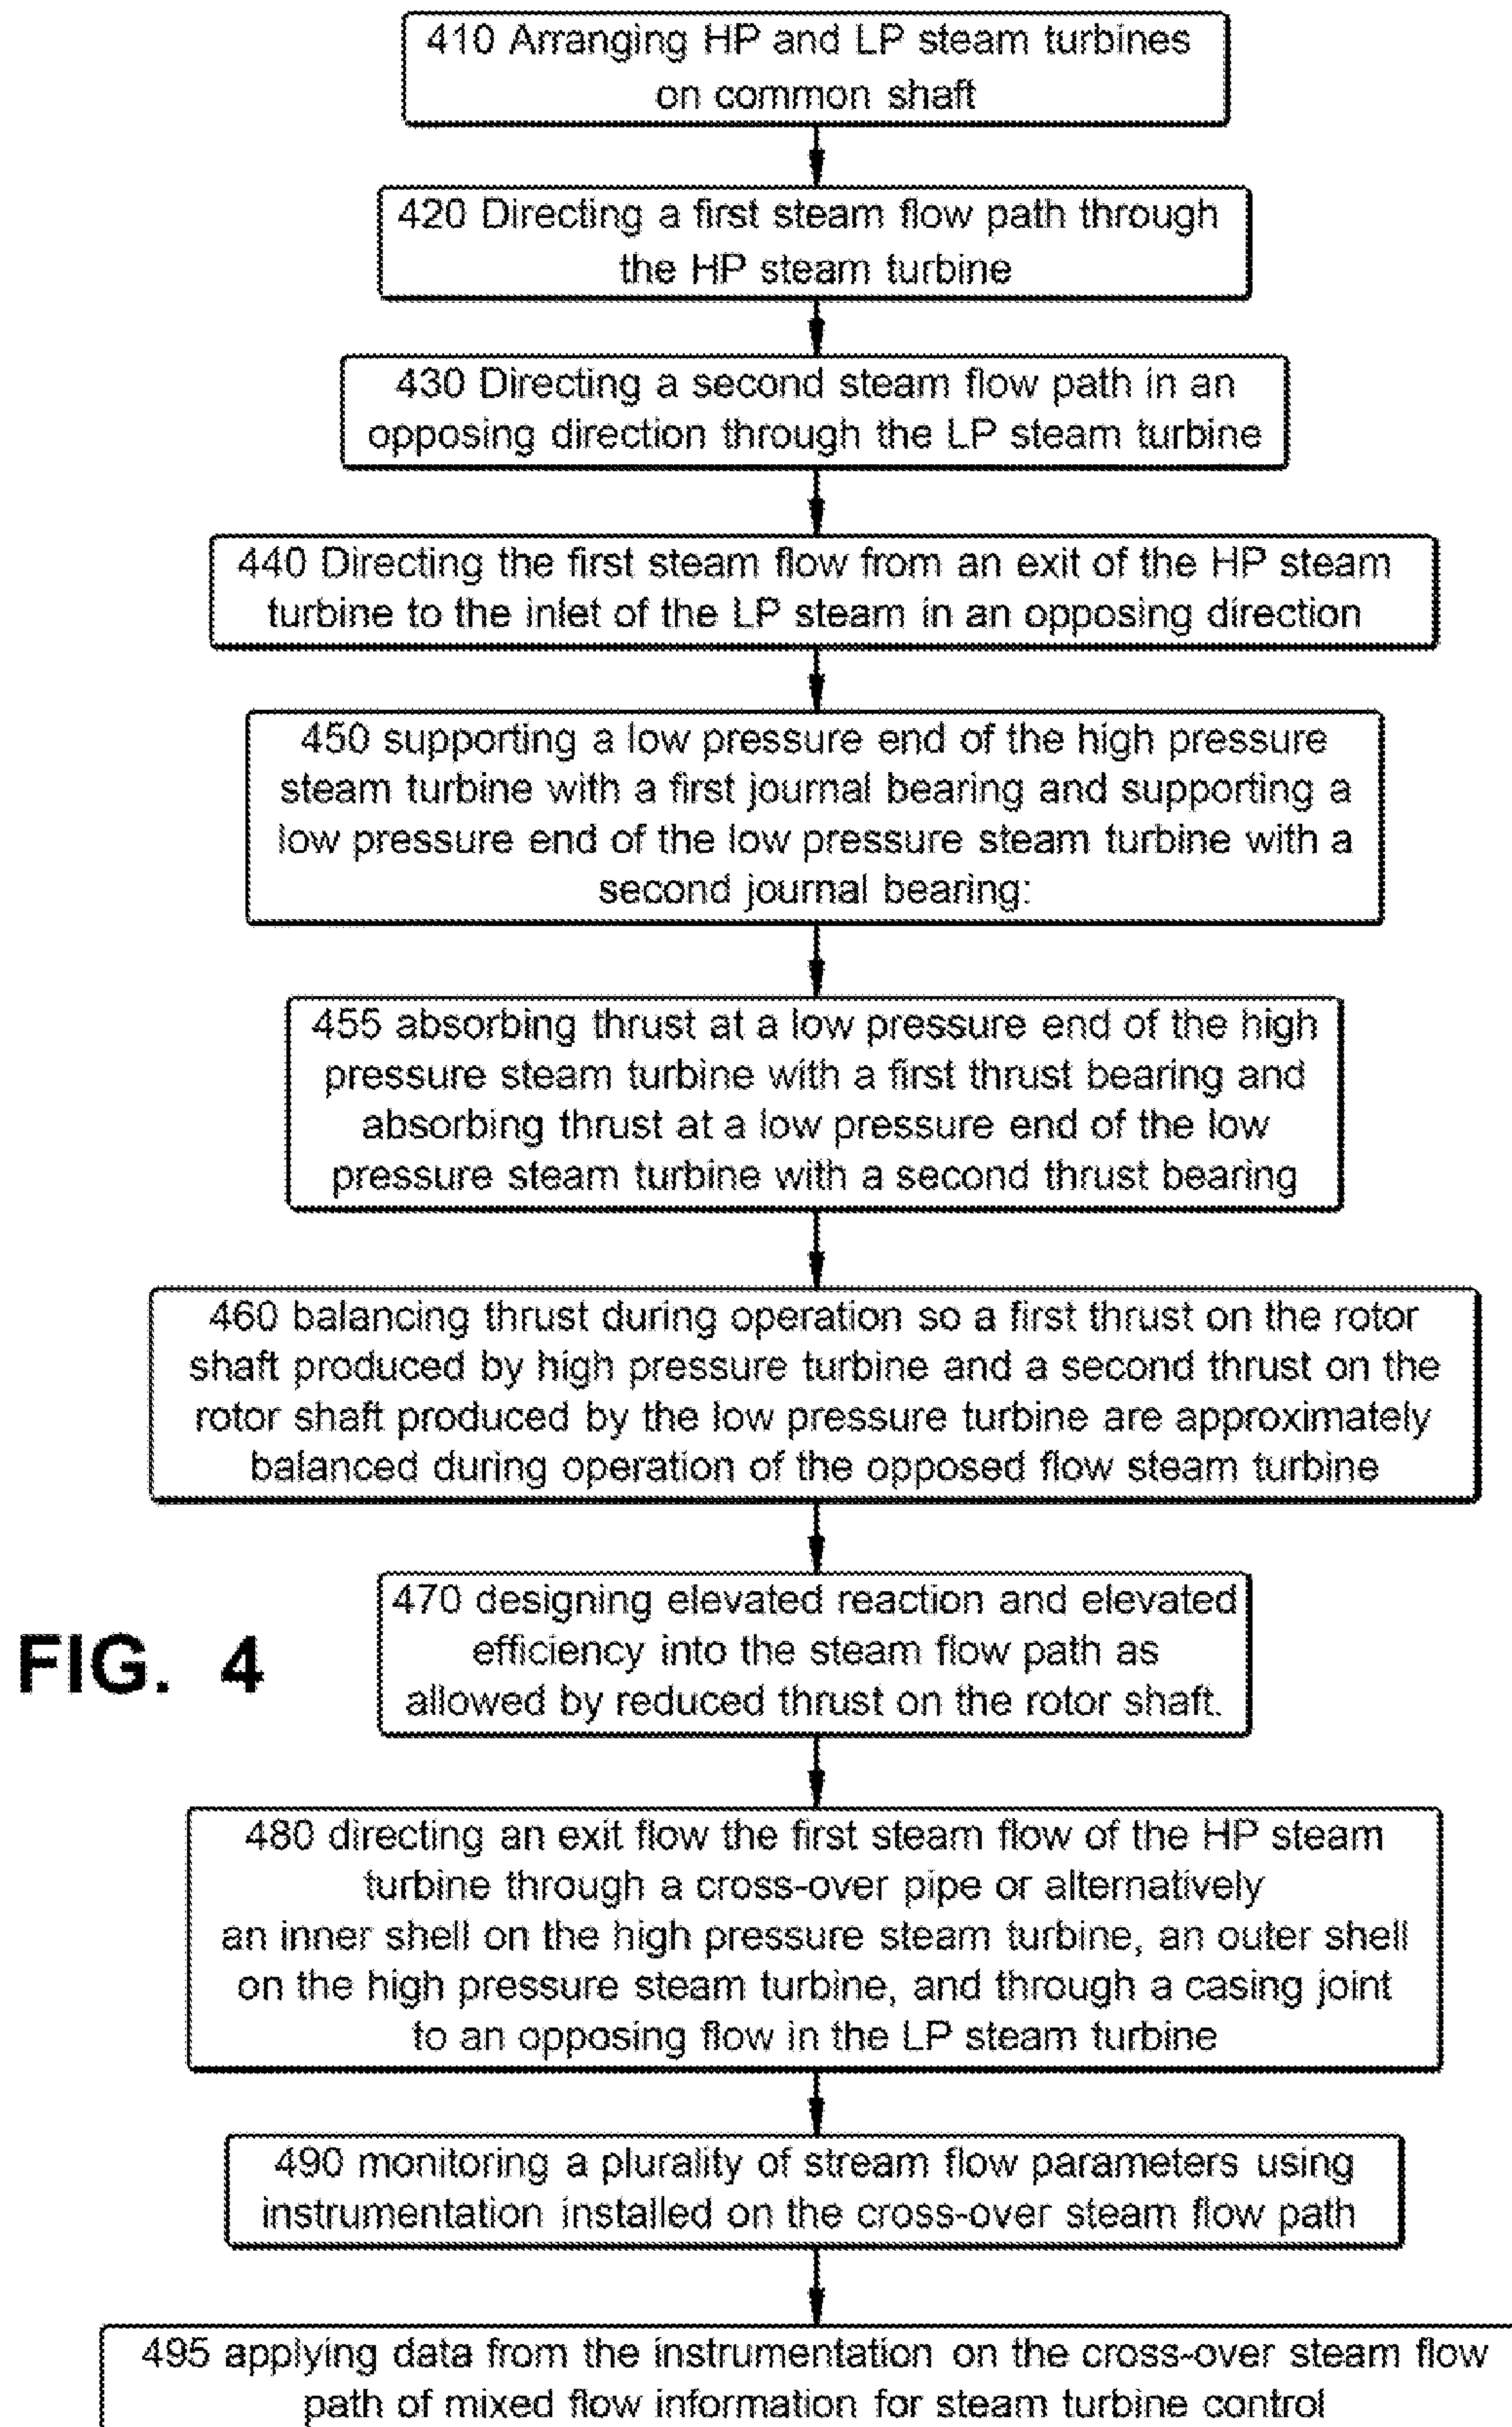 410 Arranging HP and LP steam turbines
on common shaft
420 Directing a first steam flow path through
the HP steam turbine
430 Directing a second steam flow path in an
opposing direction through the LP steam turbine
440 Directing the first steam flow from an exit of the HP steam
turbine to the inlet of the LP steam in an opposing direction
450 supporting a low pressure end of the high pressure
steam turbine with a first journal bearing and supporting a
low pressure end of the low pressure steam turbine with a
second journal bearing:
455 absorbing thrust at a low pressure end of the high
pressure steam turbine with a first thrust bearing and
absorbing thrust at a low pressure end of the low
pressure steam turbine with a second thrust bearing
460 balancing thrust during operation so a first thrust on the rotor
shaft produced by high pressure turbine and a second thrust on the
rotor shaft produced by the low pressure turbine are approximately
balanced during operation of the opposed flow steam turbine
470 designing elevated reaction and elevated
efficiency into the steam flow path as
allowed by reduced thrust on the rotor shaft.
FIG. 4
480 directing an exit flow the first steam flow of the HP steam
turbine through a cross-over pipe or alternatively
an inner shell on the high pressure steam turbine, an outer shell
on the high pressure steam turbine, and through a casing joint
to an opposing flow in the LP steam turbine
490 monitoring a plurality of stream flow parameters using
instrumentation installed on the cross-over steam flow path
495 applying data from the instrumentation on the cross-over steam flow
path of mixed flow information for steam turbine control